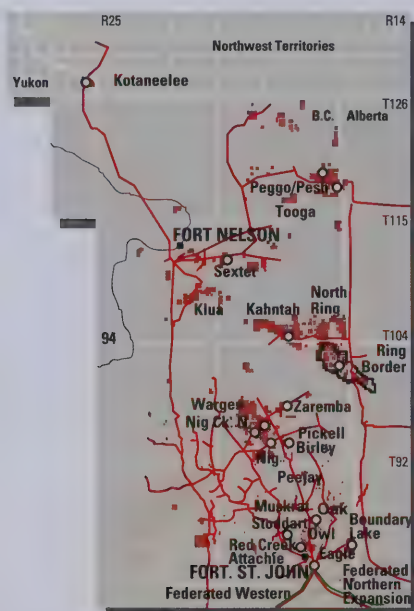 R25 R14
Northwest Territories
Yukon Kotaneelee
T126
B.C. Alberta
Peggo/Pesh
Tooga
T115
FORT NELSON
Sextet
Klua Kahntah North
Ring
94 T104
Ring
Border
Wargen Zaremba
Nig Ck. N.
Pickell
Nig Birley
T92
Peejay
Muskrat Oak Boundary
Stoddart Owl Lake
Red Creek Eagle
Attachie
FORT. ST. JOHN Federated
Federated Western Northern
Expansion